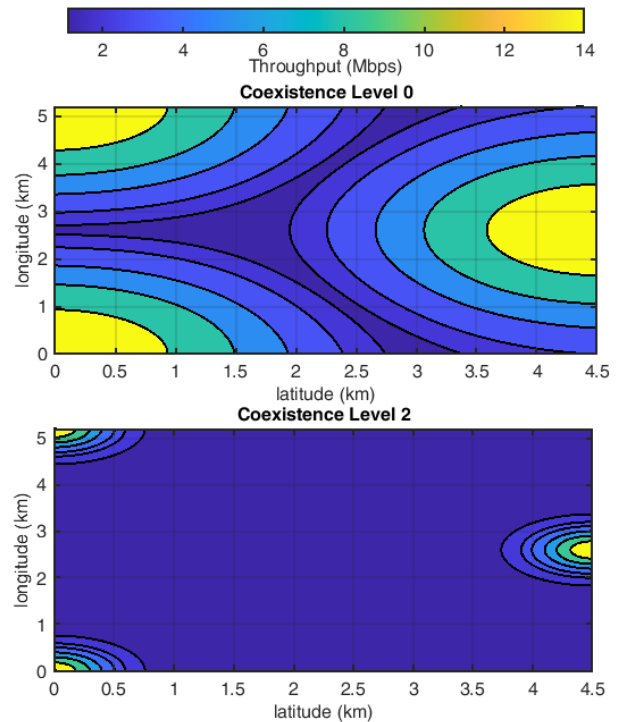 2 4 6 8 10 12 14
Throughput (Mbps)
Coexistence Level 0
5
4
3
2
1
0
longitude (km)
0 0.5 1 1.5 2 2.5 3 3.5 4 4.5
latitude (km)
Coexistence Level 2
5
4
3
2
1
0
longitude (km)
0 0.5 1 1.5 2 2.5 3 3.5 4 4.5
latitude (km)